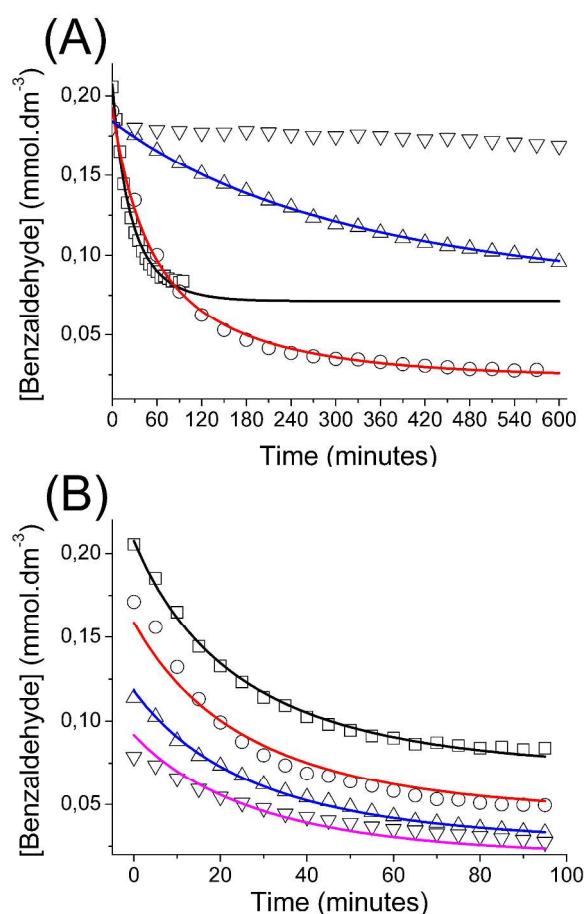 (A)
0,20
0,15
0,10
0,05
[Benzaldehyde] (mmol.dm-3)
0 60 120 180 240 300 360 420 480 540 600
Time (minutes)
(B)
0,20
0,15
0,10
0,05
[Benzaldehyde] (mmol.dm-3)
0 20 40 60 80 100
Time (minutes)